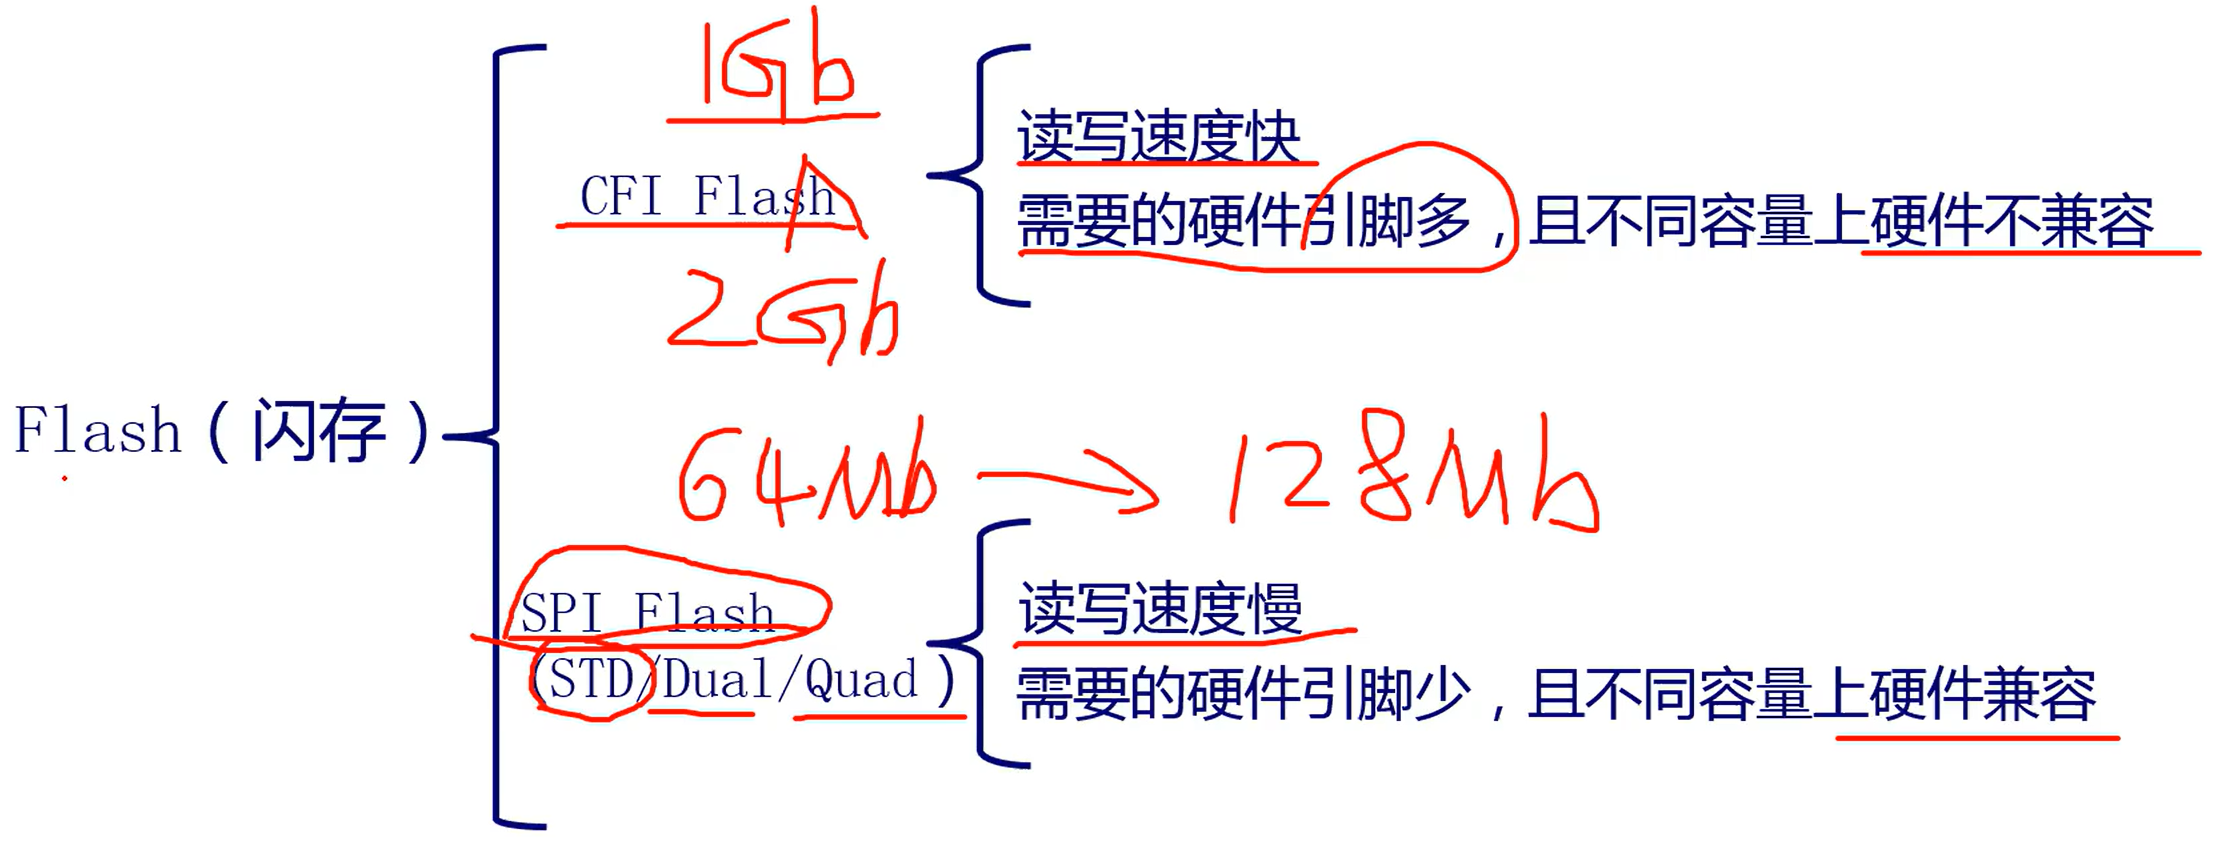 Flash（闪存）
1Gb
CFI Flash
2Gb
读写速度快
需要的硬件引脚多，且不同容量上硬件不兼容
64Mb → 128Mb
SPI Flash
（STD/Dual/Quad）
读写速度慢
需要的硬件引脚少，且不同容量上硬件兼容